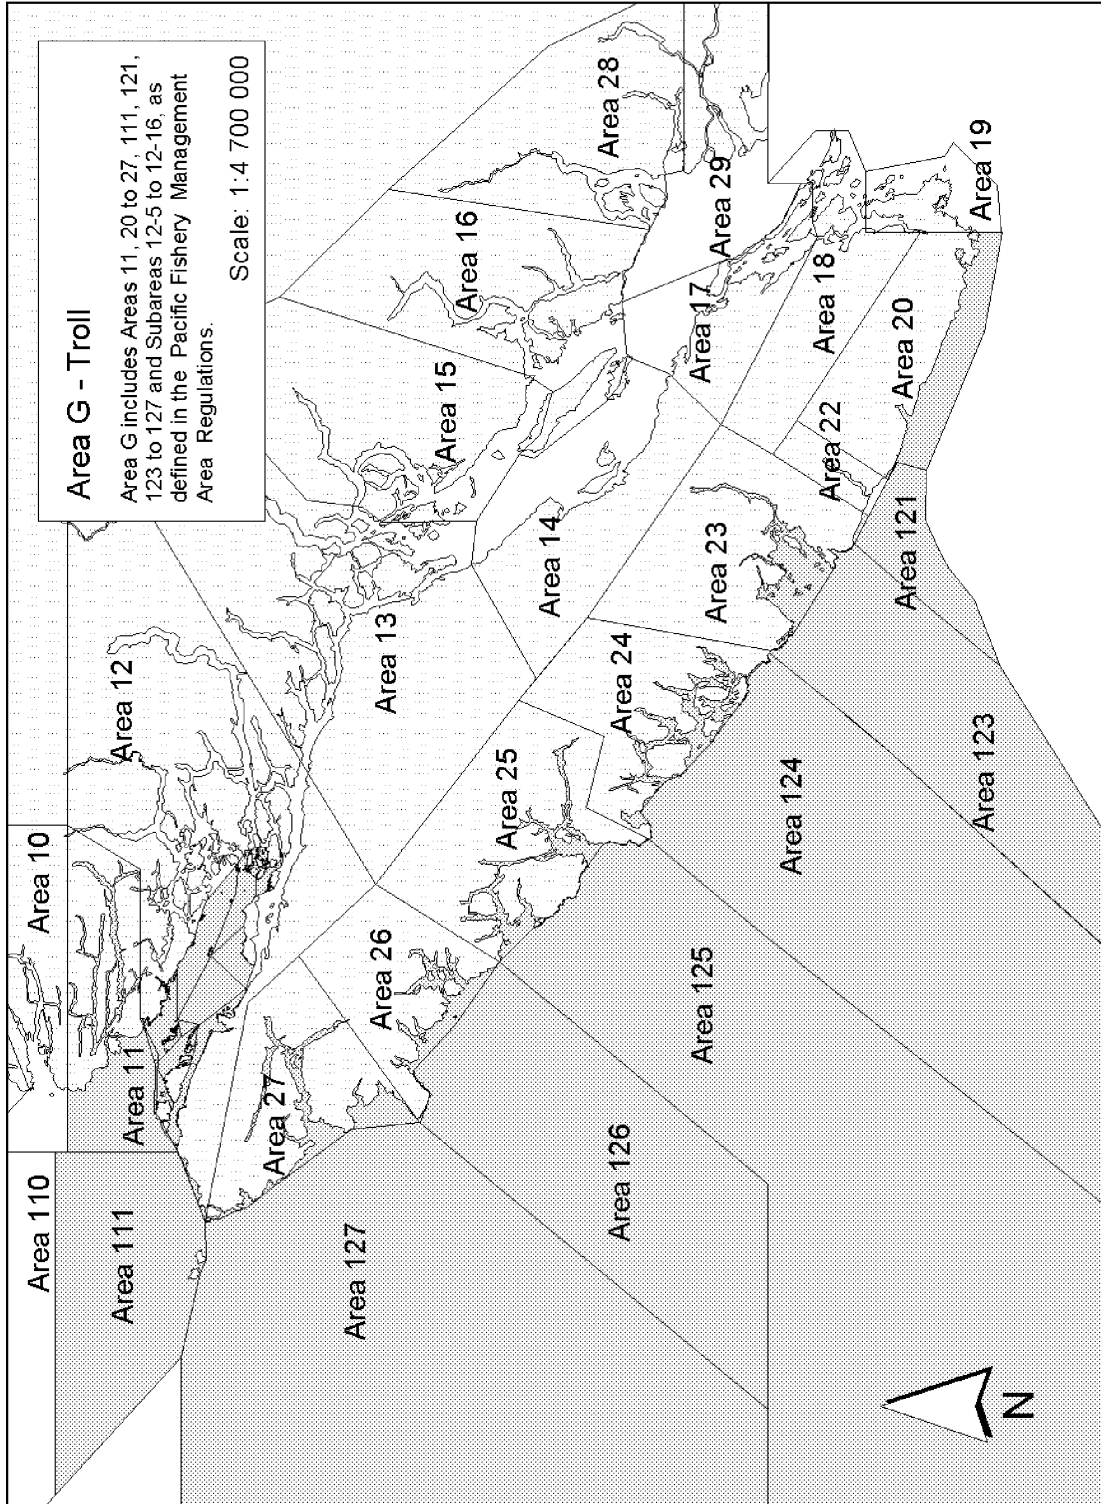 Area G - Troll
Area G includes Areas 11, 20 to 27, 111, 121,
123 to 127 and Subareas 12-5 to 12-16, as
defined in the Pacific Fishery Management
Area Regulations.
Scale: 1:4 700 000
Area 110
Area 10
Area 111
Area 11
Area 12
Area 28
Area 127
Area 27
Area 26
Area 13
Area 15
Area 16
Area 25
Area 14
Area 29
Area 126
Area 24
Area 17
Area 125
Area 23
Area 124
Area 22
Area 18
Area 121
Area 20
Area 123
Area 19
N